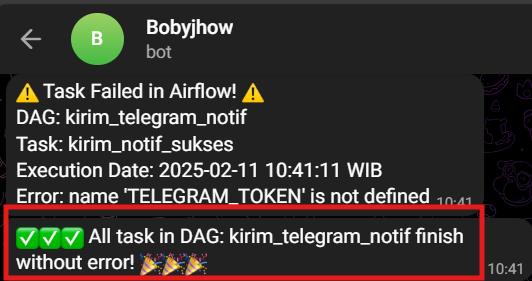 Bobyjhow
B
bot
⚠️ Task Failed in Airflow! ⚠️
DAG: kirim_telegram_notif
Task: kirim_notif_sukses
Execution Date: 2025-02-11 10:41:11 WIB
Error: name 'TELEGRAM_TOKEN' is not defined 10:41
✅✅✅ All task in DAG: kirim_telegram_notif finish
without error! 🎉🎉🎉 10:41